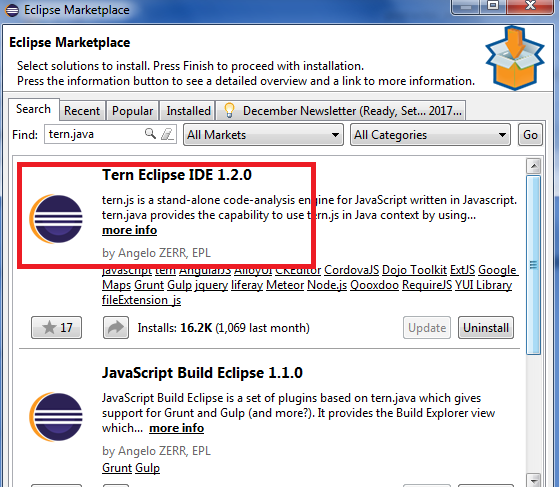 Eclipse Marketplace
Eclipse Marketplace
Select solutions to install. Press Finish to proceed with installation.
Press the information button to see a detailed overview and a link to more information.
Search Recent Popular Installed December Newsletter (Ready, Set... 2017...
Find: tern.java All Markets All Categories Go
Tern Eclipse IDE 1.2.0
tern.js is a stand-alone code-analysis engine for JavaScript written in Javascript.
tern.java provides the capability to use tern.js in Java context by using...
more info
by Angelo ZERR, EPL
javascript tern AngularJS AlloyUI CKEditor CordovaJS Dojo Toolkit ExtJS Google
Maps Grunt Gulp jquery liferay Meteor Node.js Qooxdoo RequireJS YUI Library
fileExtension_js
17 Installs: 16.2K (1,069 last month) Update Uninstall
JavaScript Build Eclipse 1.1.0
JavaScript Build Eclipse is a set of plugins based on tern.java which gives
support for Grunt and Gulp (and more?). It provides the Build Explorer view
which... more info
by Angelo ZERR, EPL
Grunt Gulp